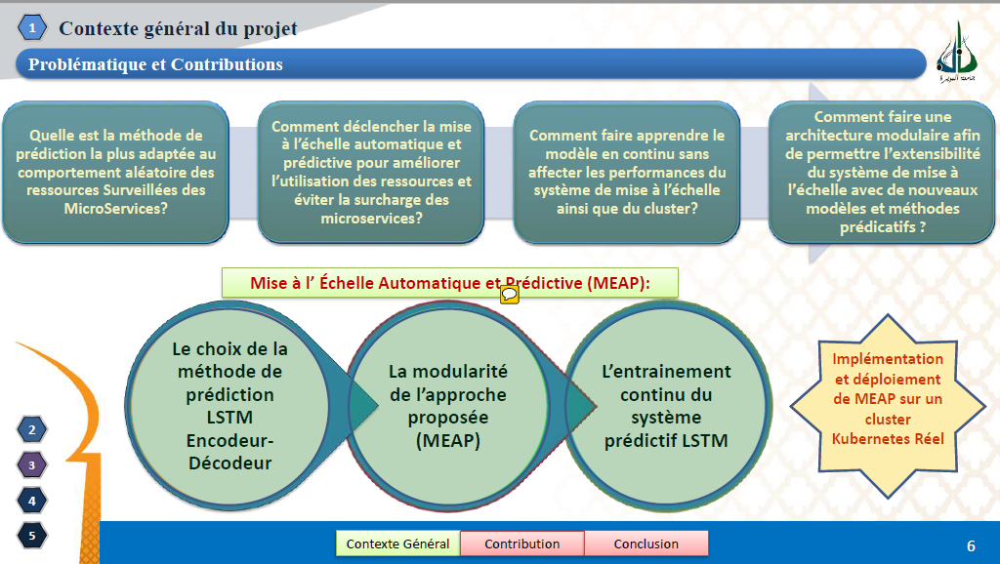 1
Contexte général du projet
Problématique et Contributions
جامعة البويرة
Quelle est la méthode de
prédiction la plus adaptée au
comportement aléatoire des
ressources Surveillées des
MicroServices?
Comment déclencher la mise
à l’échelle automatique et
prédictive pour améliorer
l’utilisation des ressources et
éviter la surcharge des
microservices?
Comment faire apprendre le
modèle en continu sans
affecter les performances du
système de mise à l’échelle
ainsi que du cluster?
Comment faire une
architecture modulaire afin
de permettre l’extensibilité
du système de mise à
l’échelle avec de nouveaux
modèles et méthodes
prédicatifs ?
Mise à l’ Échelle Automatique et Prédictive (MEAP):
Le choix de la
méthode de
prédiction
LSTM
Encodeur-
Décodeur
La modularité
de l’approche
proposée
(MEAP)
L’entrainement
continu du
système
prédictif LSTM
Implémentation
et déploiement
de MEAP sur un
cluster
Kubernetes Réel
2
3
4
5
Contexte Général
Contribution
Conclusion
6